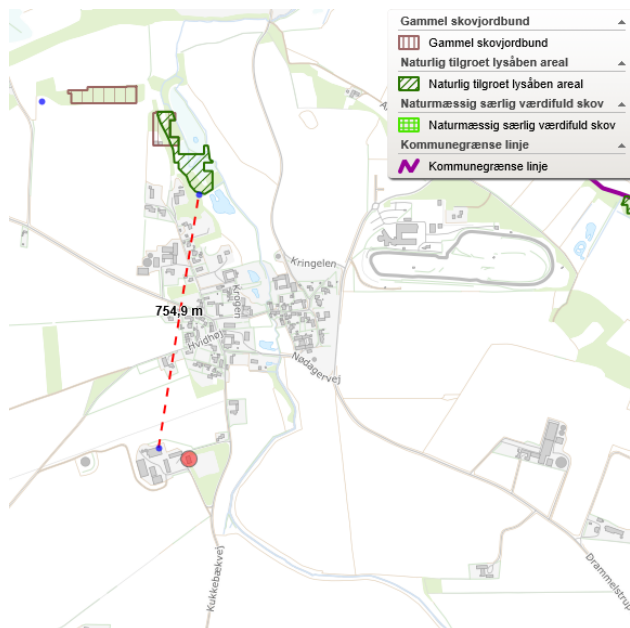 Gammel skovjordbund
Gammel skovjordbund
Naturlig tilgroet lysåben areal
Naturlig tilgroet lysåben areal
Naturmæssig særlig værdifuld skov
Naturmæssig særlig værdifuld skov
Kommunegrænse linje
Kommunegrænse linje
Kringelen
Krogen
754,9 m
Hvidhøj
Nødagervej
Kukkebækvej
Drammelstrup